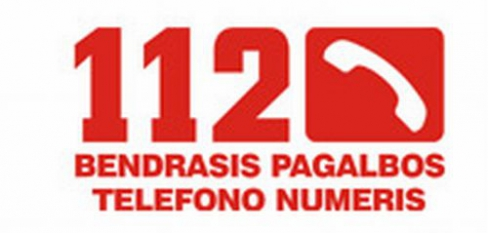 112
BENDRASIS PAGALBOS
TELEFONO NUMERIS